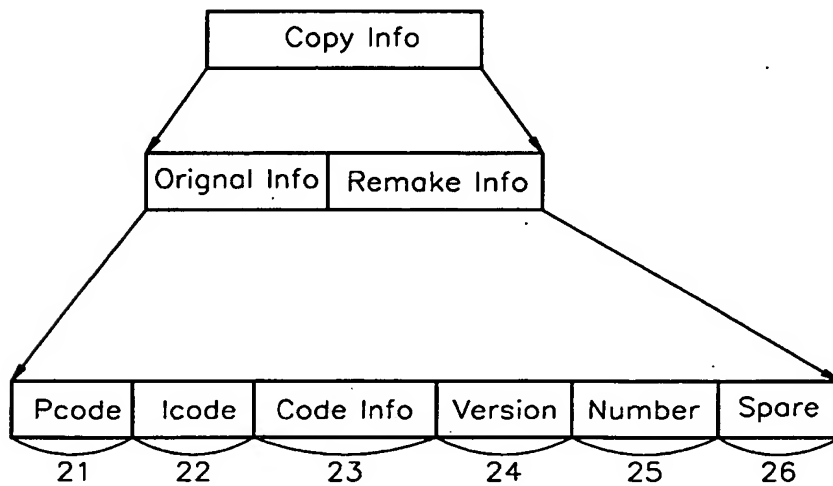 Copy Info
Orignal Info Remake Info
Pcode Icode Code Info Version Number Spare
21 22 23 24 25 26